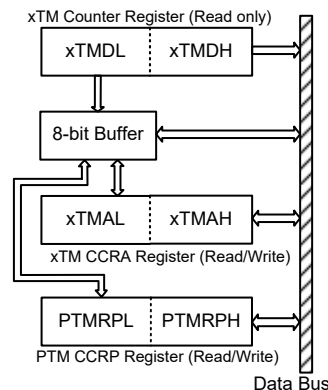 xTM Counter Register (Read only)
xTMDL xTMDH
8-bit Buffer
xTMAL xTMAH
xTM CCRA Register (Read/Write)
PTMRPL PTMRPH
PTM CCRP Register (Read/Write)
Data Bus